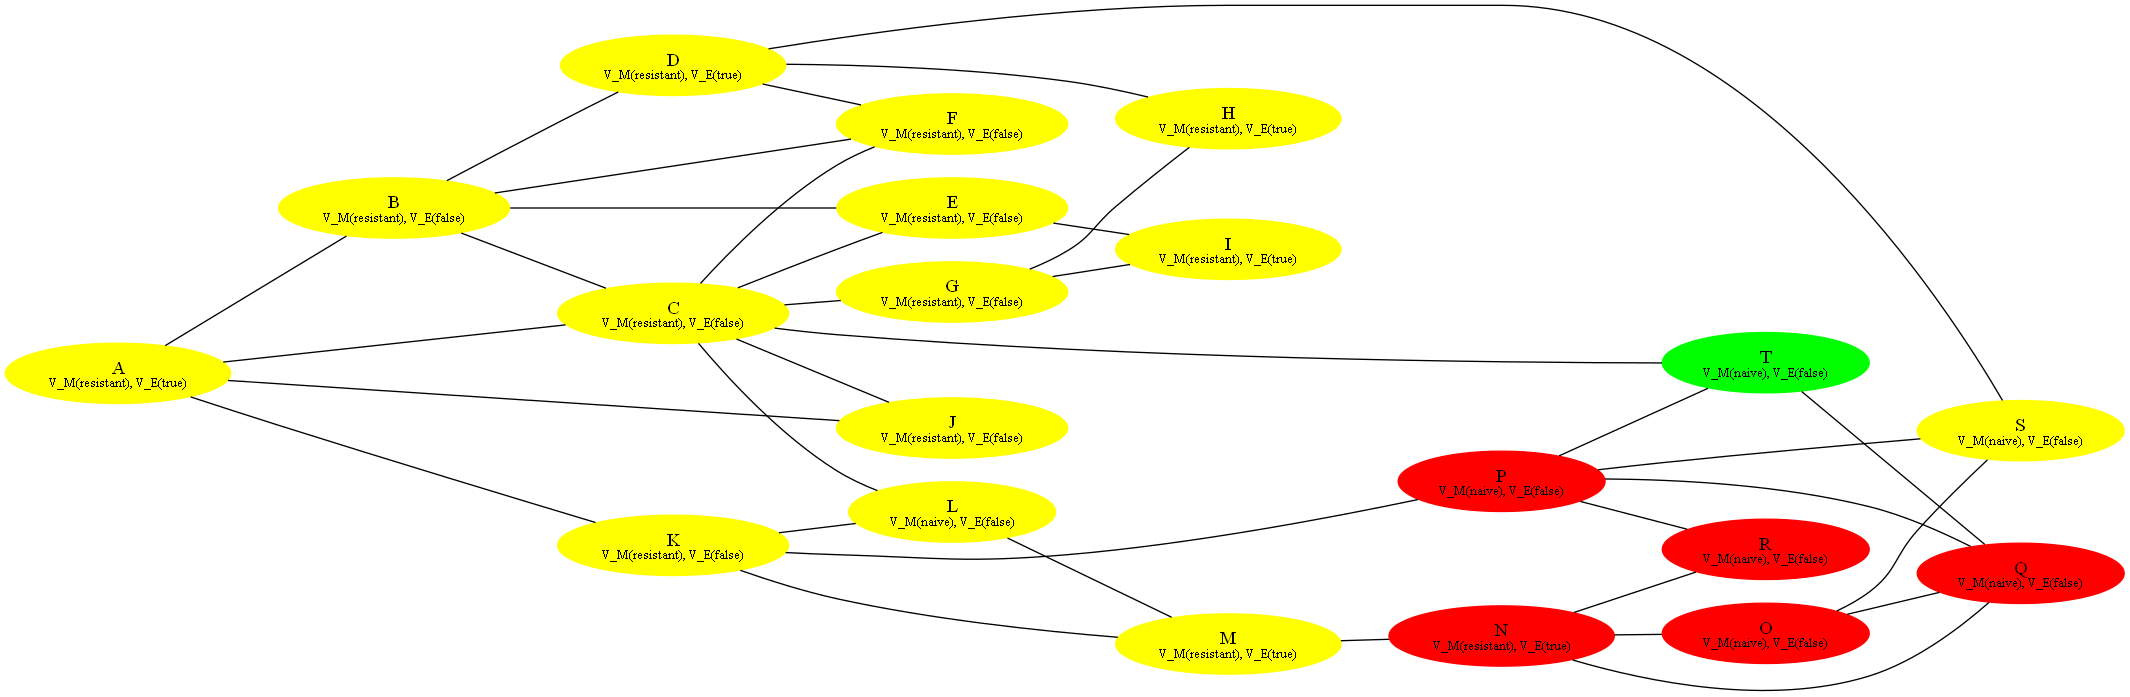 D
V_M(resistant), V_E(true)
F
V_M(resistant), V_E(false)
H
V_M(resistant), V_E(true)
B
V_M(resistant), V_E(false)
E
V_M(resistant), V_E(false)
I
V_M(resistant), V_E(true)
G
V_M(resistant), V_E(false)
C
V_M(resistant), V_E(false)
T
V_M(naive), V_E(false)
A
V_M(resistant), V_E(true)
J
V_M(resistant), V_E(false)
S
V_M(naive), V_E(false)
P
V_M(naive), V_E(false)
L
V_M(naive), V_E(false)
K
V_M(resistant), V_E(false)
R
V_M(naive), V_E(false)
Q
V_M(naive), V_E(false)
M
V_M(resistant), V_E(true)
N
V_M(resistant), V_E(true)
O
V_M(naive), V_E(false)